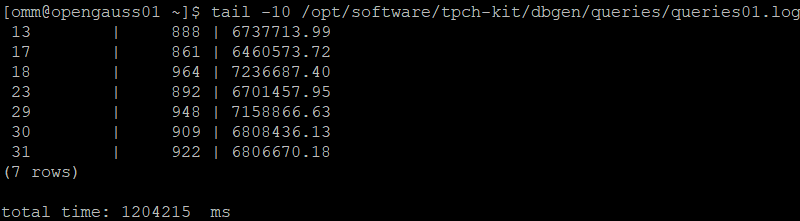 [omm@opengauss01 ~]$ tail -10 /opt/software/tpch-kit/dbgen/queries/queries01.log
13 | 888 | 6737713.99
17 | 861 | 6460573.72
18 | 964 | 7236687.40
23 | 892 | 6701457.95
29 | 948 | 7158866.63
30 | 909 | 6808436.13
31 | 922 | 6806670.18
(7 rows)
total time: 1204215 ms